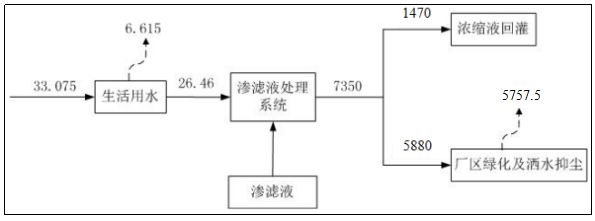 1470
浓缩液回灌
6.615
33.075
生活用水
26.46
渗滤液处理
系统
7350
5757.5
5880
厂区绿化及洒水抑尘
渗滤液